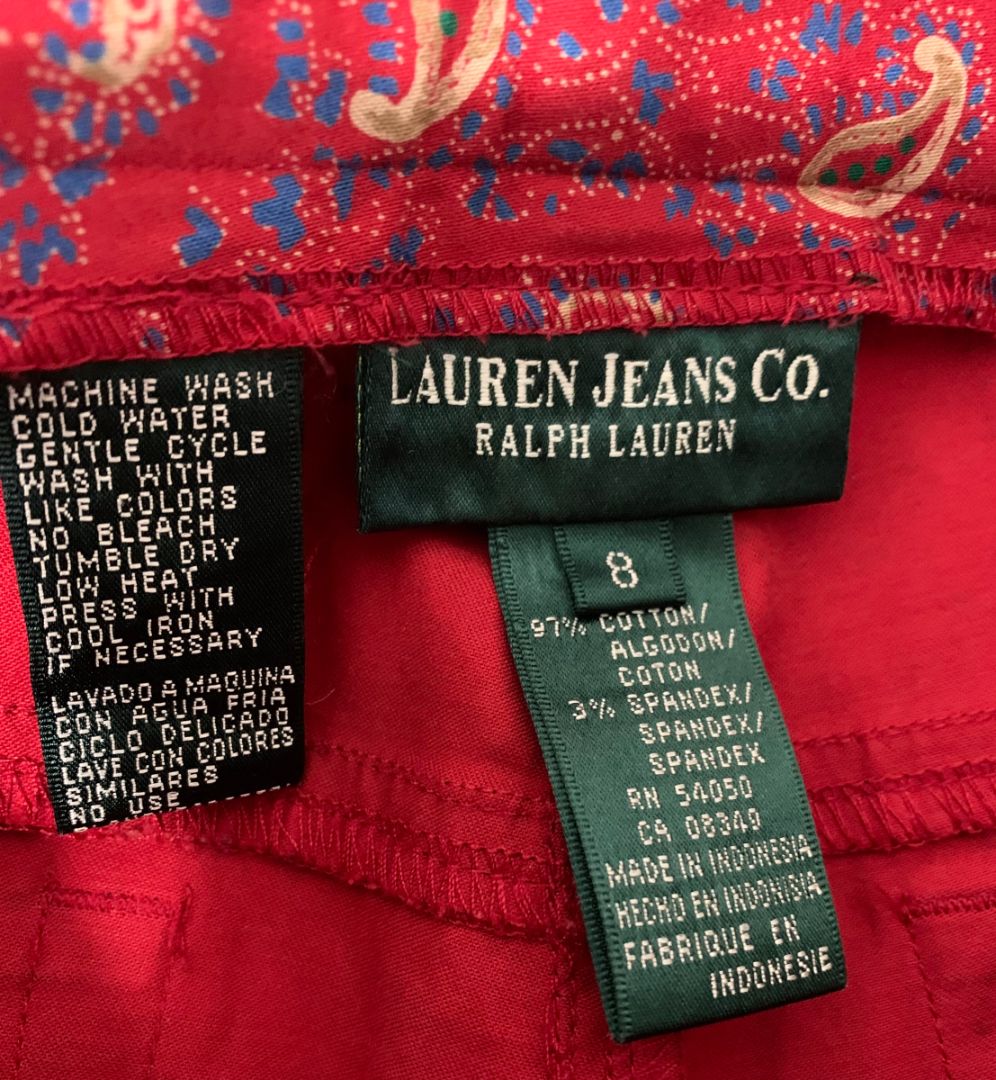 MACHINE WASH
COLD WATER
GENTLE CYCLE
WASH WITH
LIKE COLORS
NO BLEACH
TUMBLE DRY
LOW HEAT
PRESS WITH
COOL IRON
IF NECESSARY
LAVADO A MAQUINA
CON AGUA FRIA
CICLO DELICADO
LAVE CON COLORES
SIMILARES
NO USE
LAUREN JEANS CO.
RALPH LAUREN
8
97% COTTON/
ALGODON/
COTON
3% SPANDEX/
SPANDEX/
SPANDEX
RN 54050
CA 08349
MADE IN INDONESIA
HECHO EN INDONISIA
FABRIQUE EN
INDONESIE